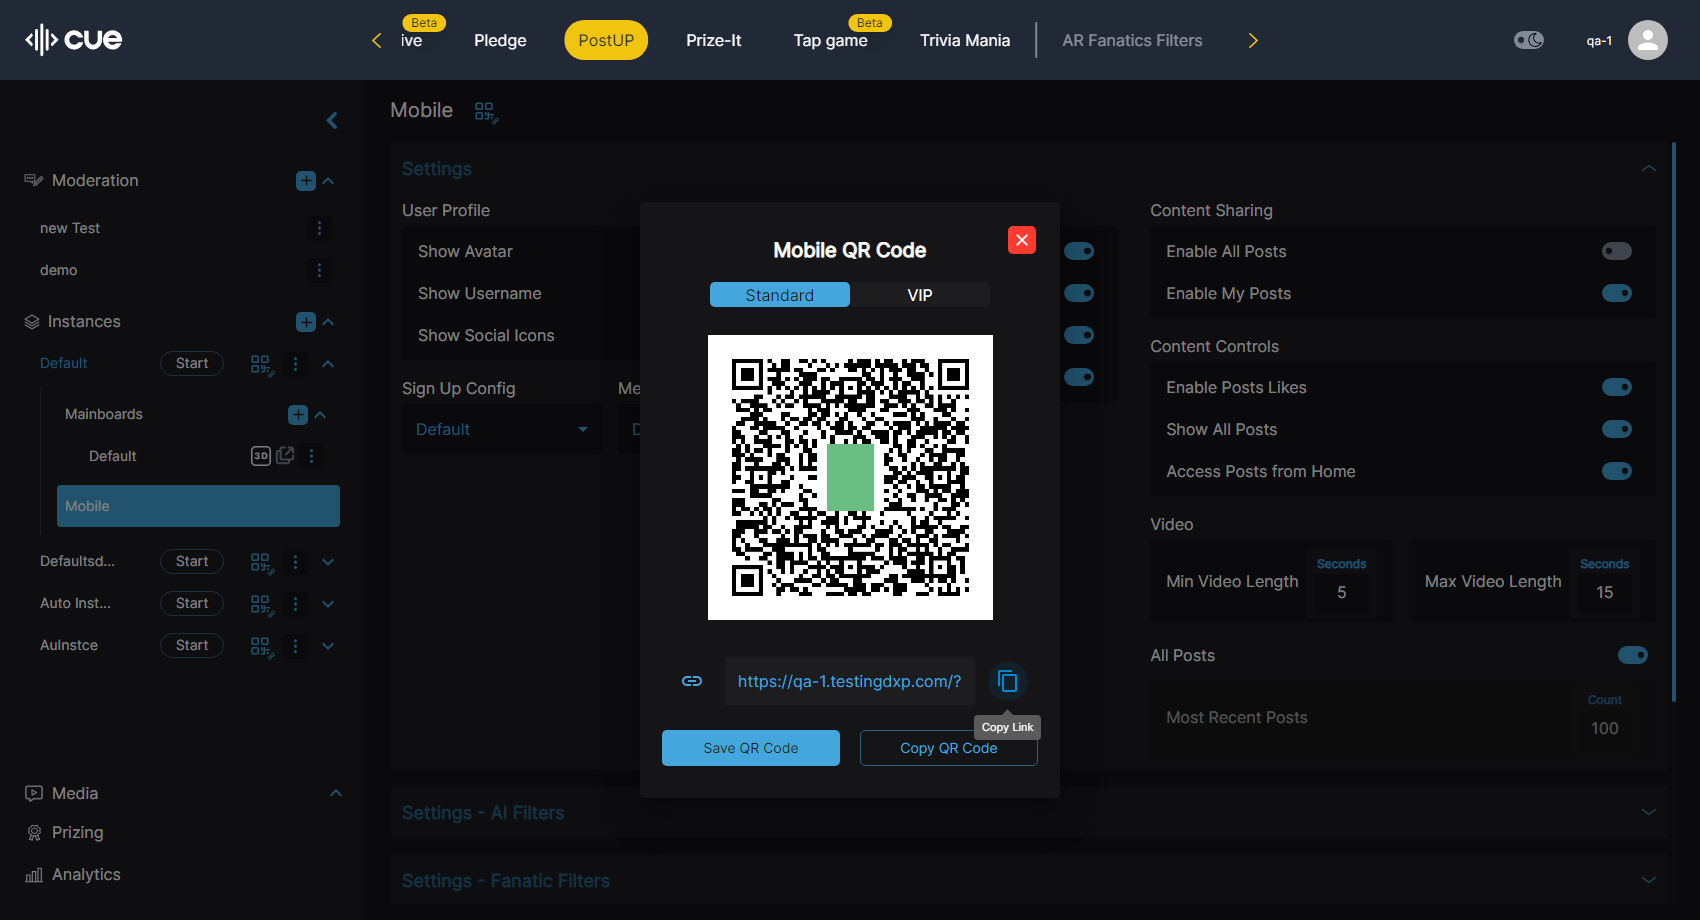 cue
Beta
ive
Pledge
PostUP
Prize-It
Beta
Tap game
Trivia Mania
AR Fanatics Filters
qa-1
Moderation
new Test
demo
Instances
Default
Start
Mainboards
Default
3D
Mobile
Defaultsd...
Start
Auto Inst...
Start
AuInstce
Start
Media
Prizing
Analytics
Mobile
Settings
User Profile
Show Avatar
Show Username
Show Social Icons
Sign Up Config
Me
Default
D
Mobile QR Code
Standard
VIP
https://qa-1.testingdxp.com/?
Copy Link
Save QR Code
Copy QR Code
Content Sharing
Enable All Posts
Enable My Posts
Content Controls
Enable Posts Likes
Show All Posts
Access Posts from Home
Video
Min Video Length
Seconds
5
Max Video Length
Seconds
15
All Posts
Most Recent Posts
Count
100
Settings - AI Filters
Settings - Fanatic Filters